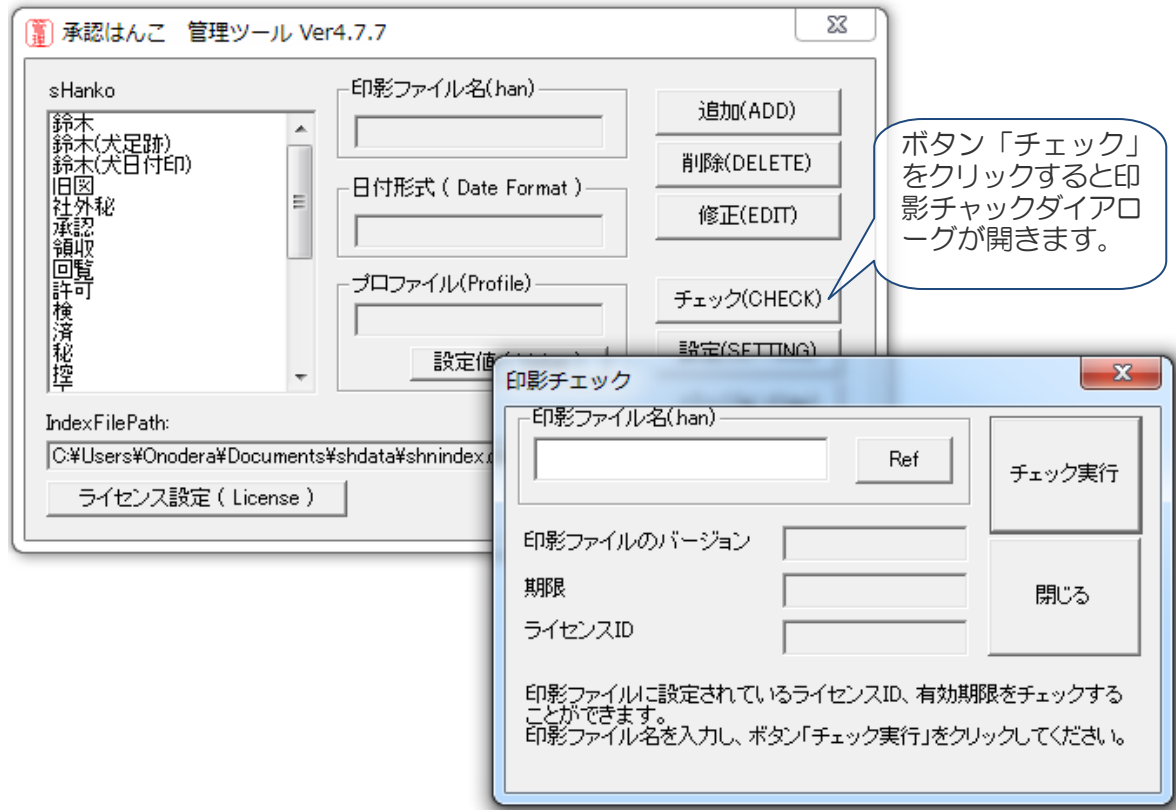 承認はんこ　管理ツール Ver4.7.7
sHanko
鈴木
鈴木(犬足跡)
鈴木(犬日付印)
旧図
社外秘
承認
領収
回覧
許可
検
済
秘
控
印影ファイル名(.han)
日付形式 ( Date Format )
プロファイル(Profile)
設定値
追加(ADD)
削除(DELETE)
修正(EDIT)
チェック(CHECK)
設定(SETTING)
ボタン「チェック」
をクリックすると印
影チャックダイアロ
ーグが開きます。
IndexFilePath:
C:¥Users¥Onodera¥Documents¥shdata¥shnindex.
ライセンス設定 ( License )
印影チェック
印影ファイル名(.han)
Ref
チェック実行
印影ファイルのバージョン
期限
閉じる
ライセンスID
印影ファイルに設定されているライセンスID、有効期限をチェックする
ことができます。
印影ファイル名を入力し、ボタン「チェック実行」をクリックしてください。